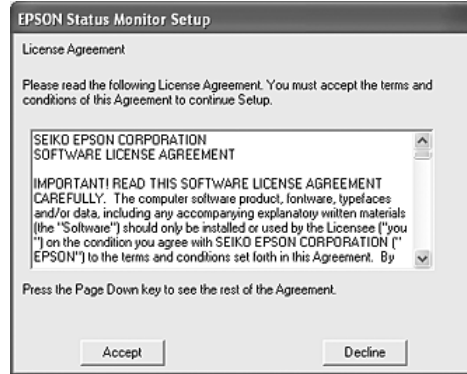 EPSON Status Monitor Setup
License Agreement
Please read the following License Agreement. You must accept the terms and
conditions of this Agreement to continue Setup.
SEIKO EPSON CORPORATION
SOFTWARE LICENSE AGREEMENT
IMPORTANT! READ THIS SOFTWARE LICENSE AGREEMENT
CAREFULLY. The computer software product, fontware, typefaces
and/or data, including any accompanying explanatory written materials
(the "Software") should only be installed or used by the Licensee ("you
") on the condition you agree with SEIKO EPSON CORPORATION ("
EPSON") to the terms and conditions set forth in this Agreement. By
Press the Page Down key to see the rest of the Agreement.
Accept
Decline